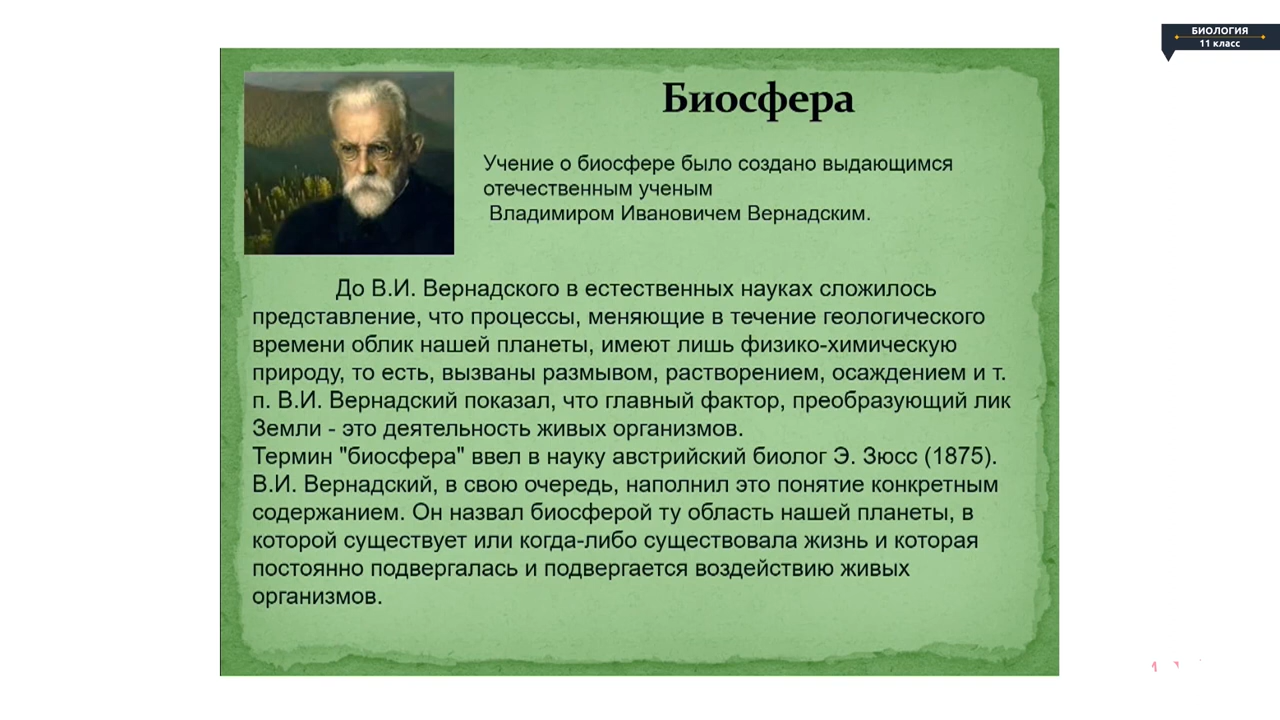 БИОЛОГИЯ
11 класс
Биосфера
Учение о биосфере было создано выдающимся
отечественным ученым
Владимиром Ивановичем Вернадским.
До В.И. Вернадского в естественных науках сложилось
представление, что процессы, меняющие в течение геологического
времени облик нашей планеты, имеют лишь физико-химическую
природу, то есть, вызваны размывом, растворением, осаждением и т.
п. В.И. Вернадский показал, что главный фактор, преобразующий лик
Земли - это деятельность живых организмов.
Термин "биосфера" ввел в науку австрийский биолог Э. Зюсс (1875).
В.И. Вернадский, в свою очередь, наполнил это понятие конкретным
содержанием. Он назвал биосферой ту область нашей планеты, в
которой существует или когда-либо существовала жизнь и которая
постоянно подвергалась и подвергается воздействию живых
организмов.